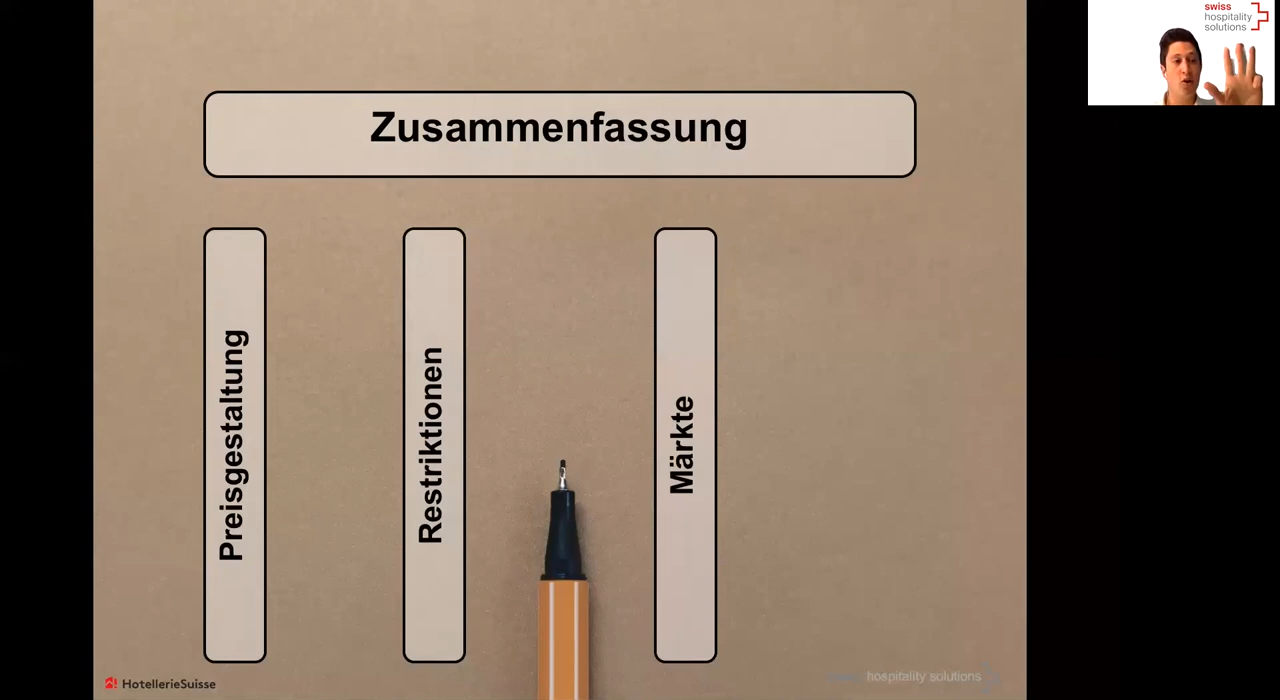 swiss
hospitality
solutions
Zusammenfassung
Preisgestaltung
Restriktionen
Märkte
HotellerieSuisse
hospitality solutions